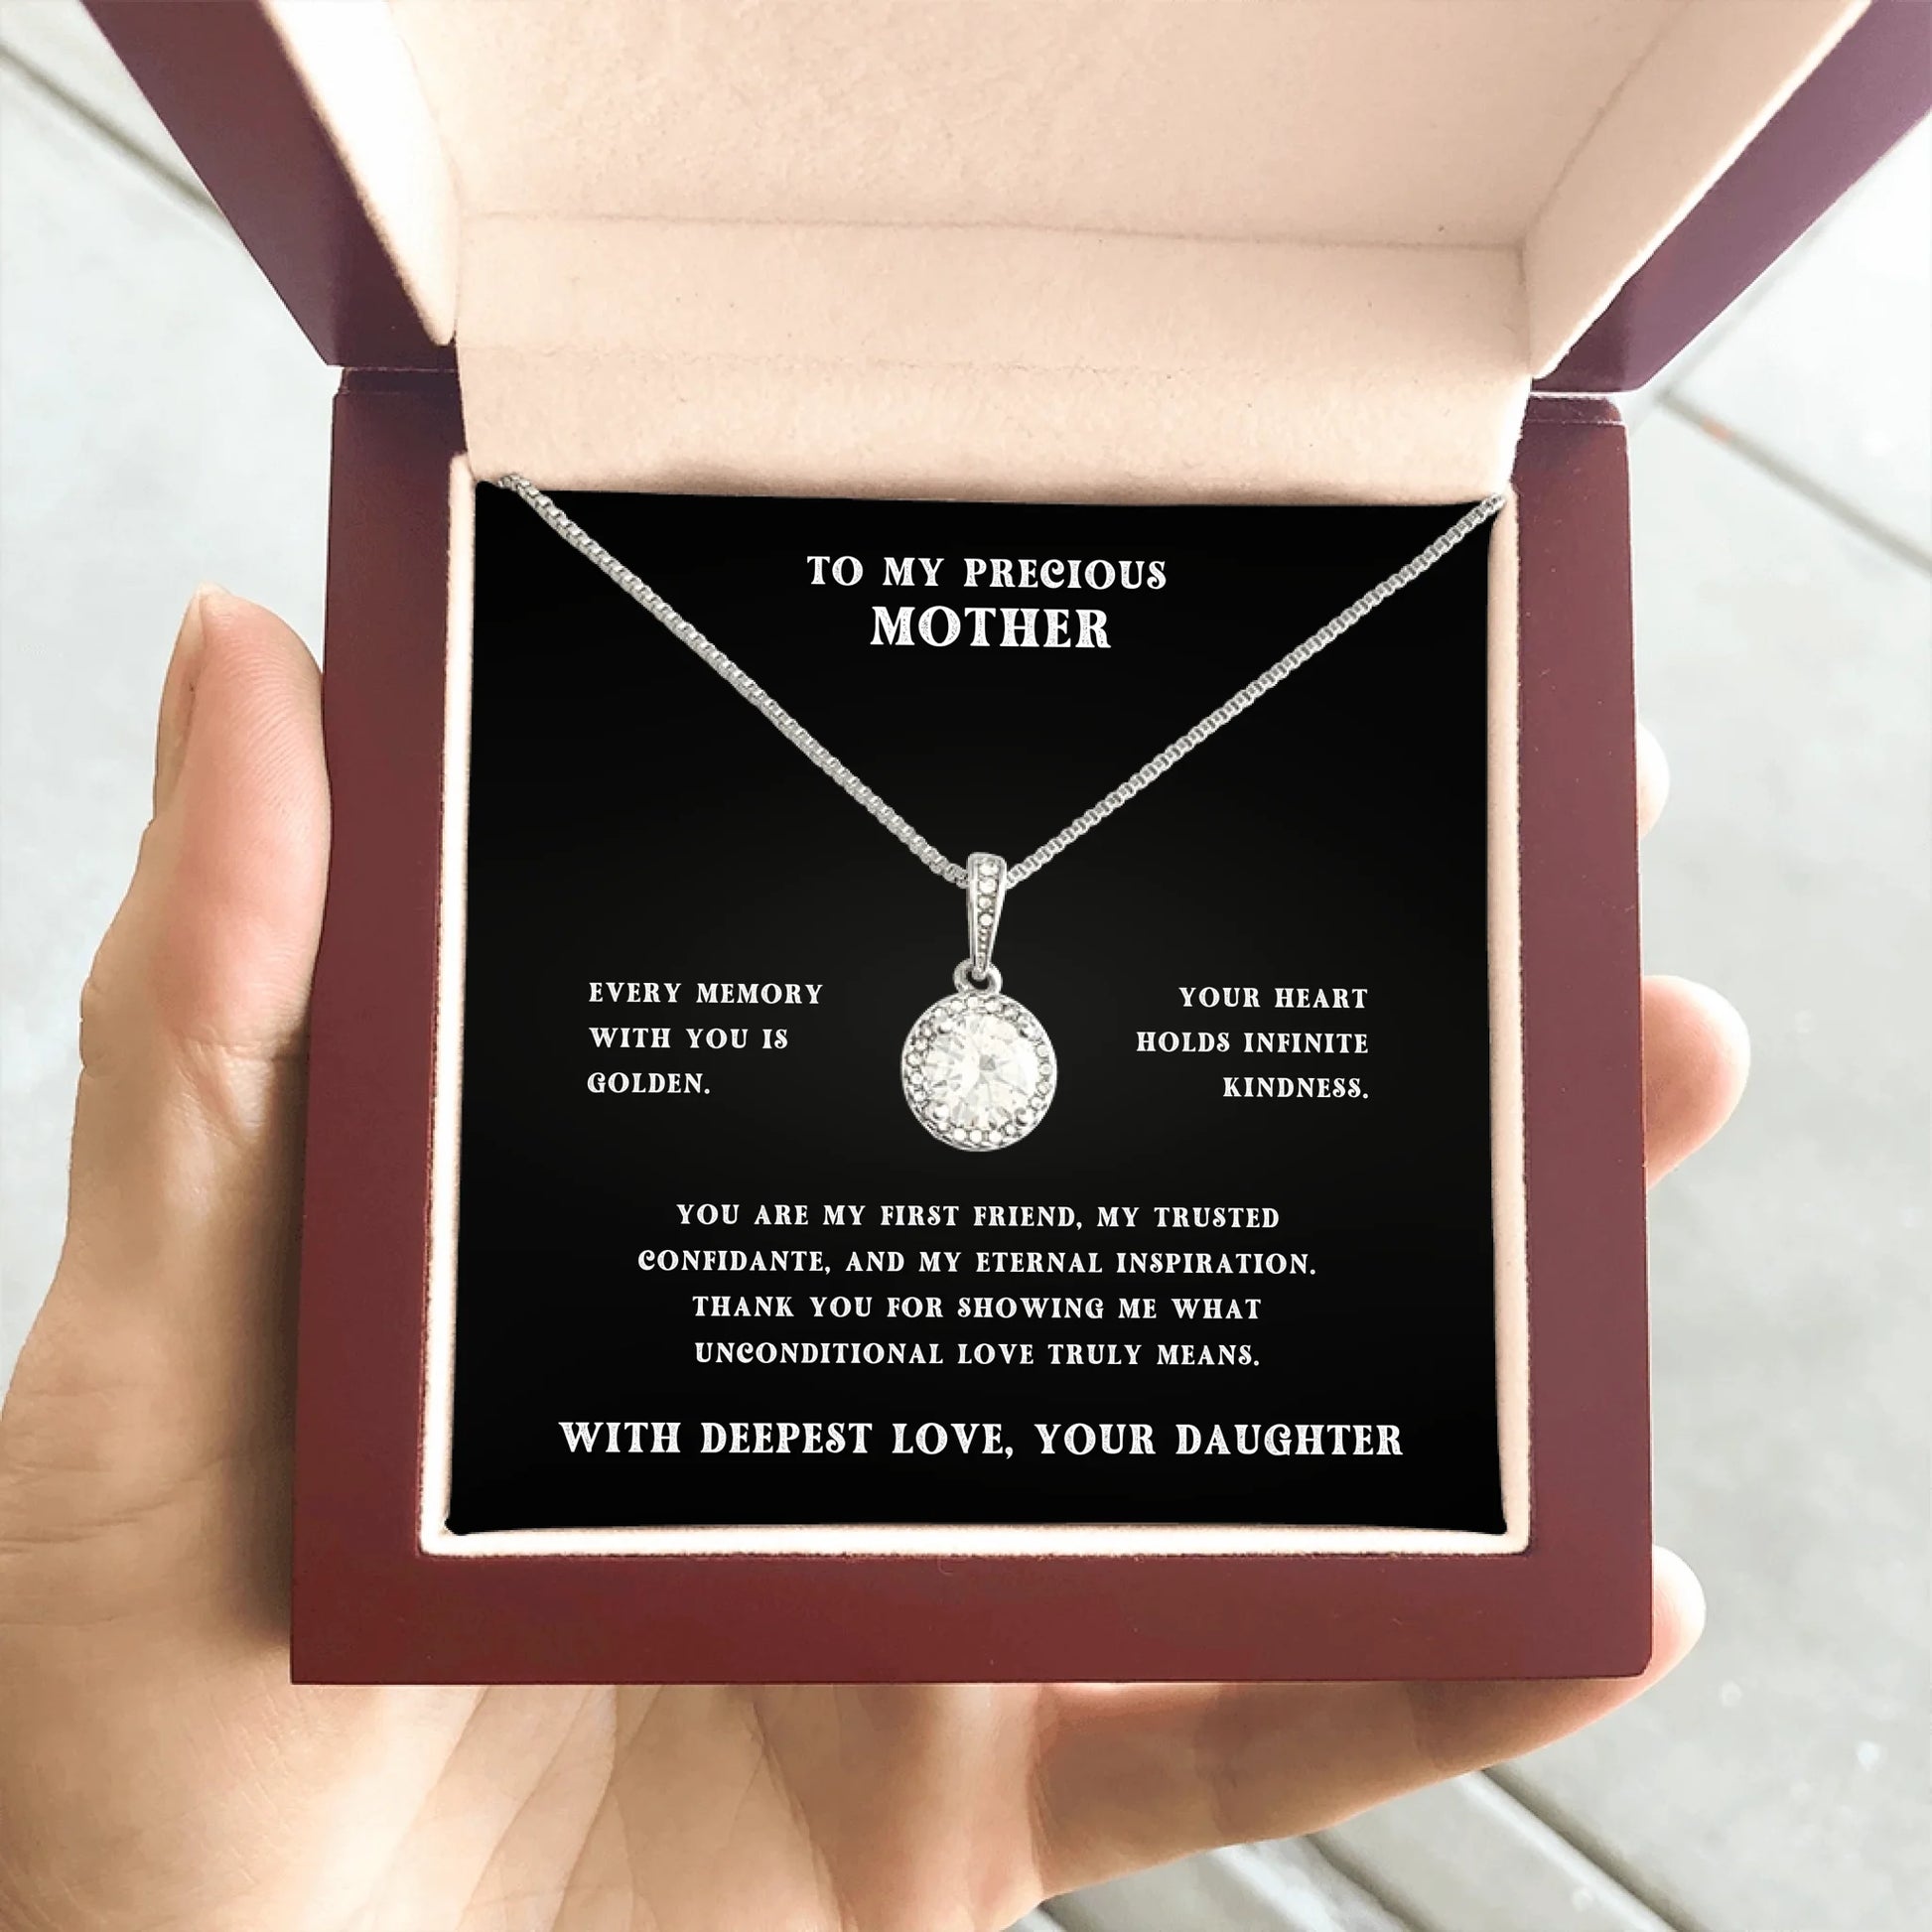 TO MY PRECIOUS
MOTHER
EVERY MEMORY
WITH YOU IS
GOLDEN.
YOUR HEART
HOLDS INFINITE
KINDNESS.
YOU ARE MY FIRST FRIEND, MY TRUSTED
CONFIDANTE, AND MY ETERNAL INSPIRATION.
THANK YOU FOR SHOWING ME WHAT
UNCONDITIONAL LOVE TRULY MEANS.
WITH DEEPEST LOVE, YOUR DAUGHTER